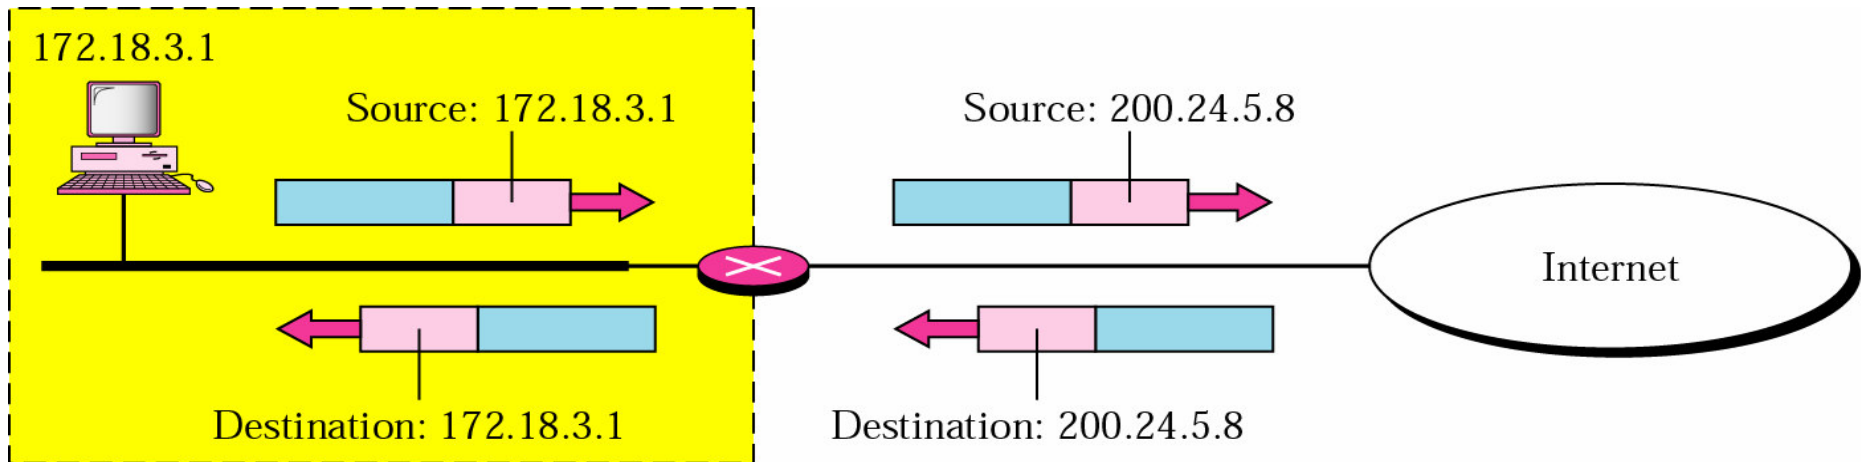 172.18.3.1
Source: 172.18.3.1
Source: 200.24.5.8
Internet
Destination: 172.18.3.1
Destination: 200.24.5.8